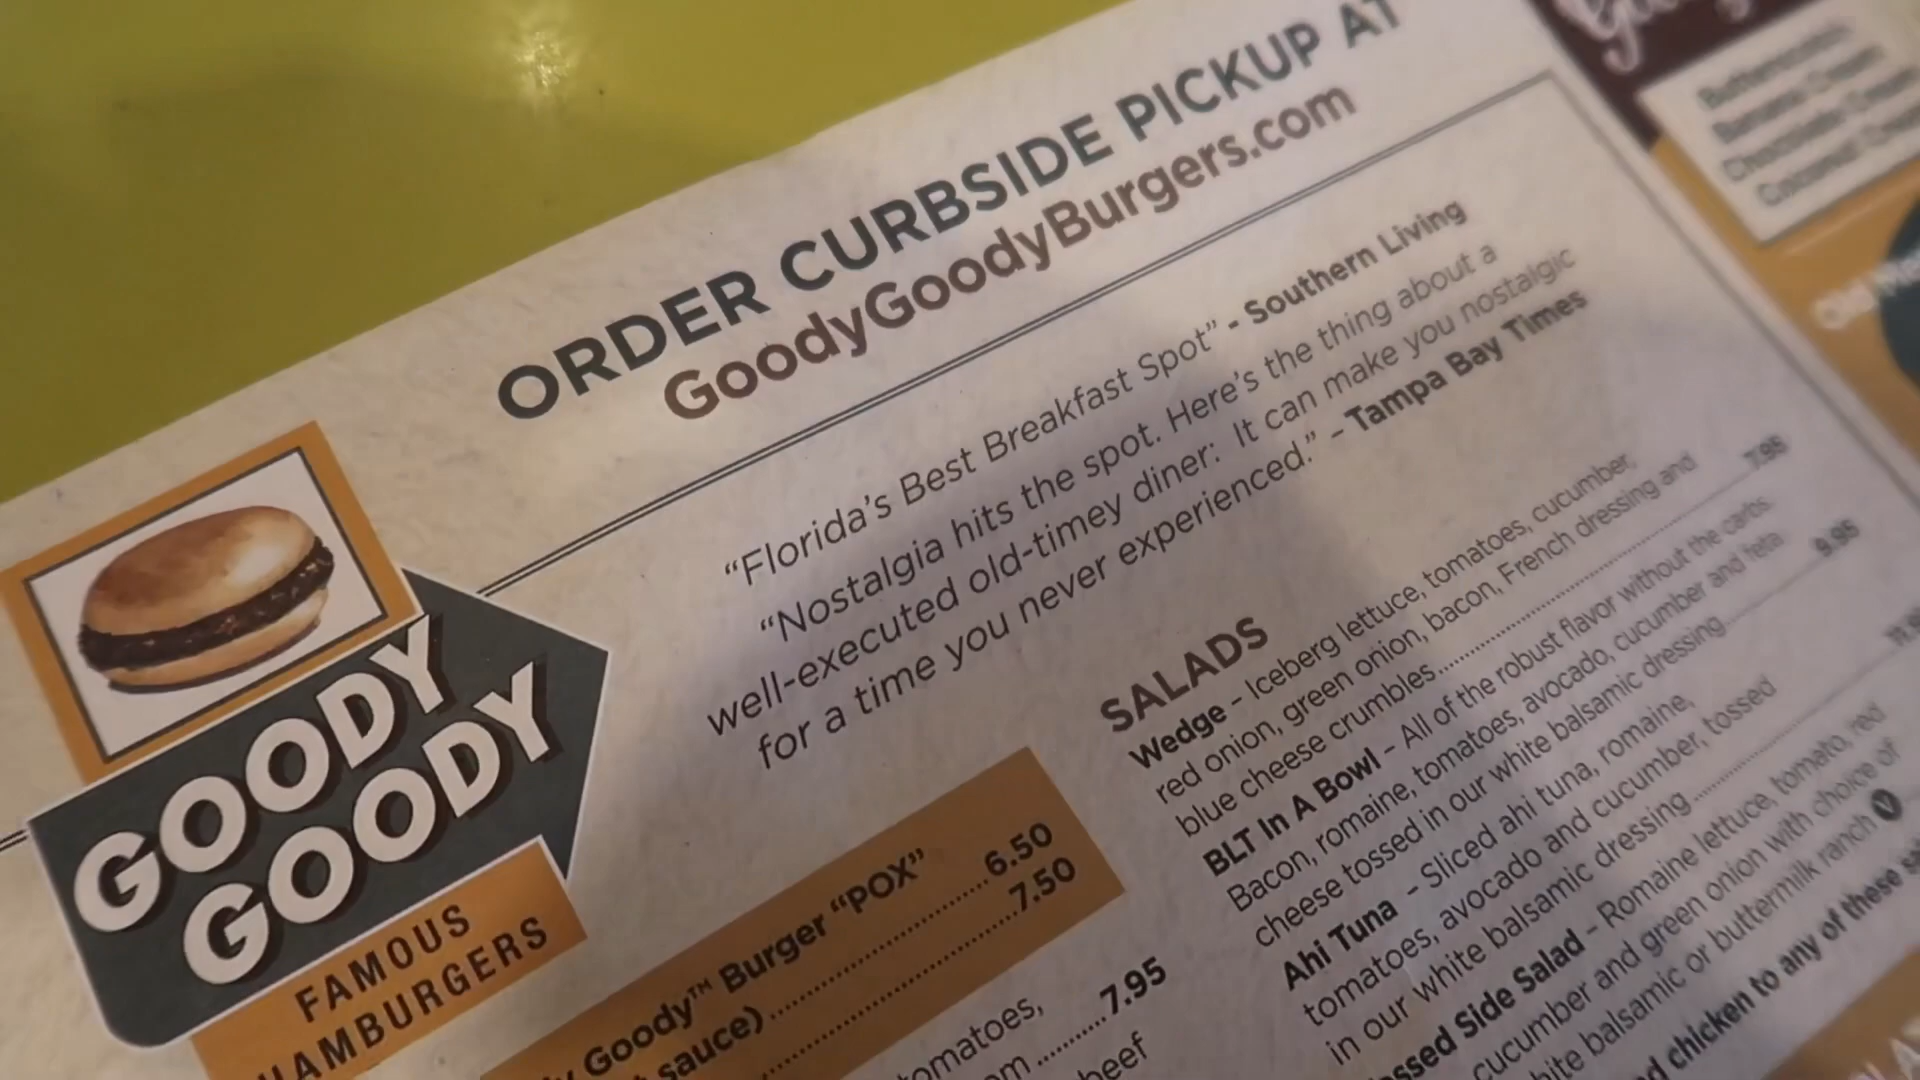 ORDER CURBSIDE PICKUP AT
GoodyGoodyBurgers.com
"Florida's Best Breakfast Spot" - Southern Living
"Nostalgia hits the spot. Here's the thing about a
well-executed old-timey diner: It can make you nostalgic
for a time you never experienced." – Tampa Bay Times
GOODY
GOODY
FAMOUS
HAMBURGERS
Goody™ Burger "POX"
sauce) 6.50
7.50
7.95
beef
SALADS
Wedge – Iceberg lettuce, tomatoes, cucumber,
red onion, green onion, bacon, French dressing and
blue cheese crumbles 7.95
BLT In A Bowl – All of the robust flavor without the carbs.
Bacon, romaine, tomatoes, avocado, cucumber and feta
cheese tossed in our white balsamic dressing 9.95
Ahi Tuna – Sliced ahi tuna, romaine,
tomatoes, avocado and cucumber, tossed
in our white balsamic dressing
Side Salad – Romaine lettuce, tomato, red
cucumber and green onion with choice of
balsamic or buttermilk ranch V
chicken to any of these